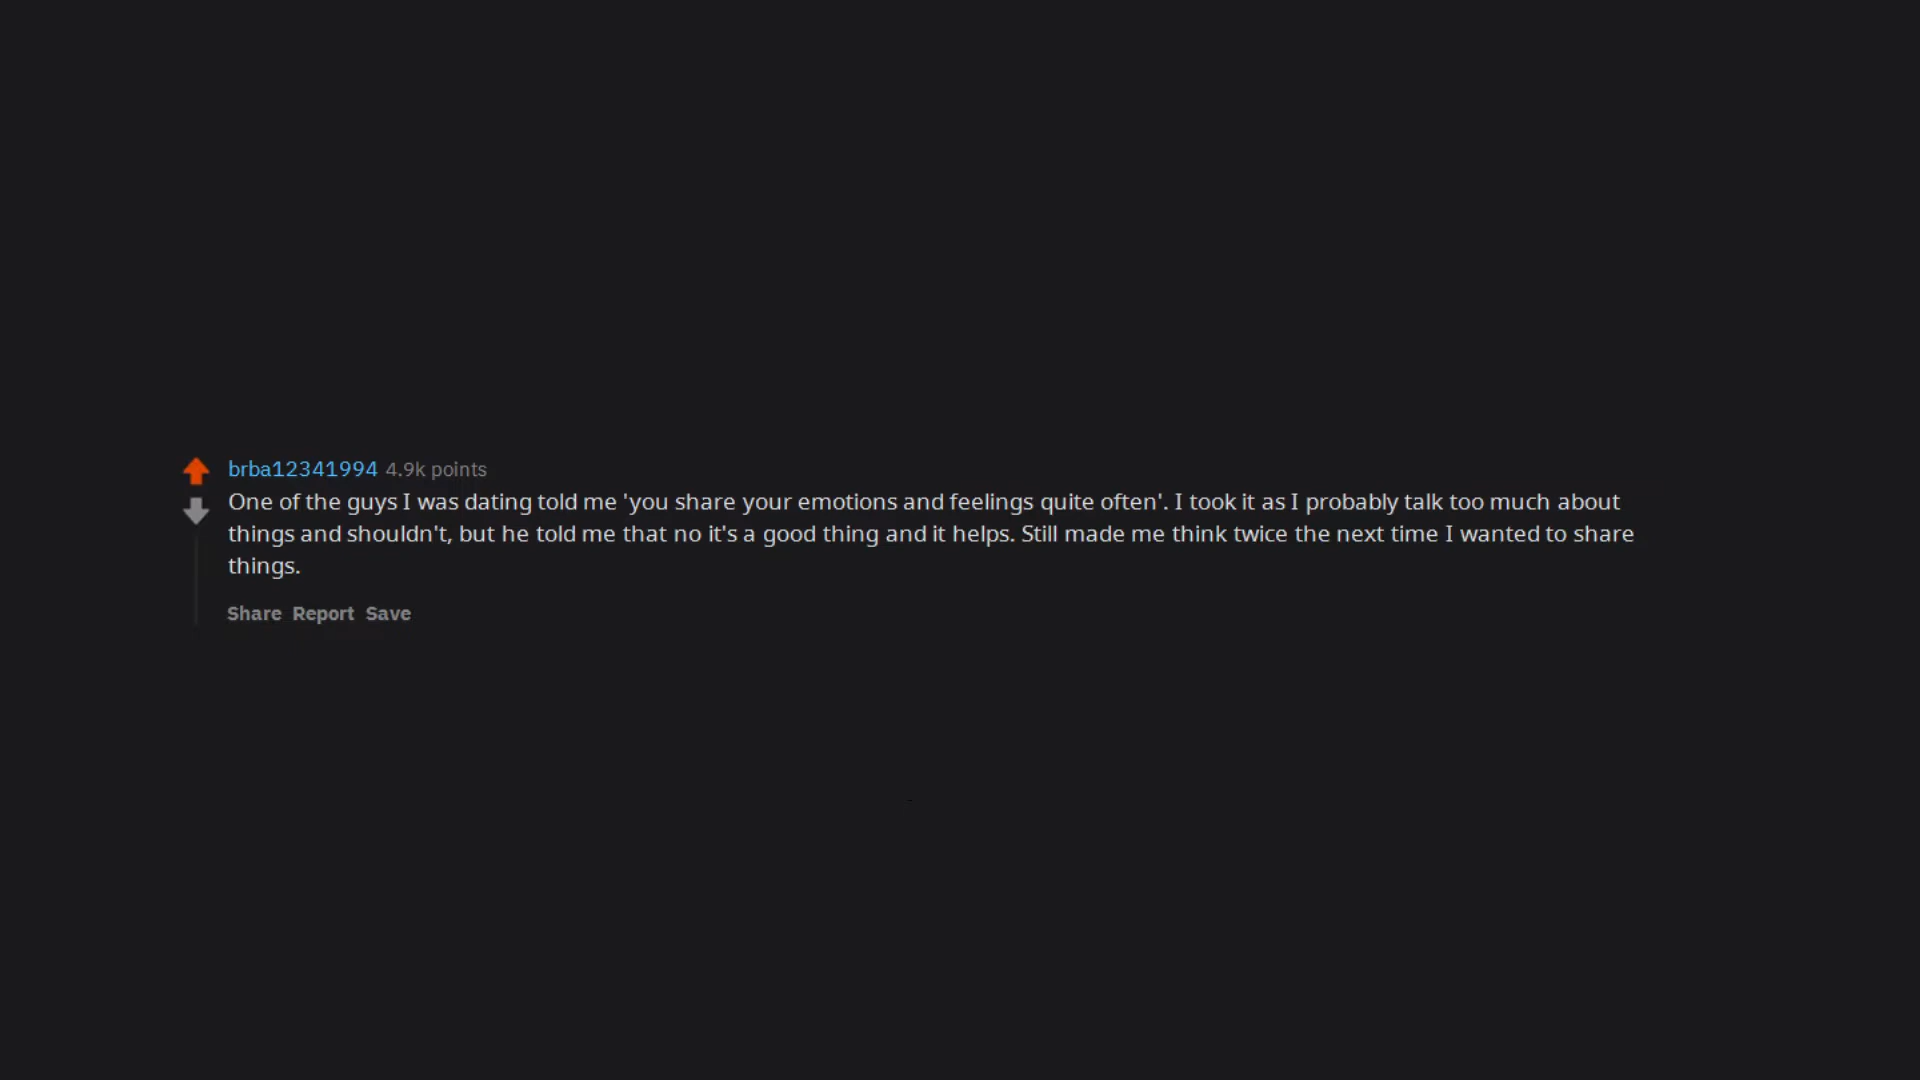 brba12341994 4.9k points
One of the guys I was dating told me 'you share your emotions and feelings quite often'. I took it as I probably talk too much about
things and shouldn't, but he told me that no it's a good thing and it helps. Still made me think twice the next time I wanted to share
things.
Share Report Save